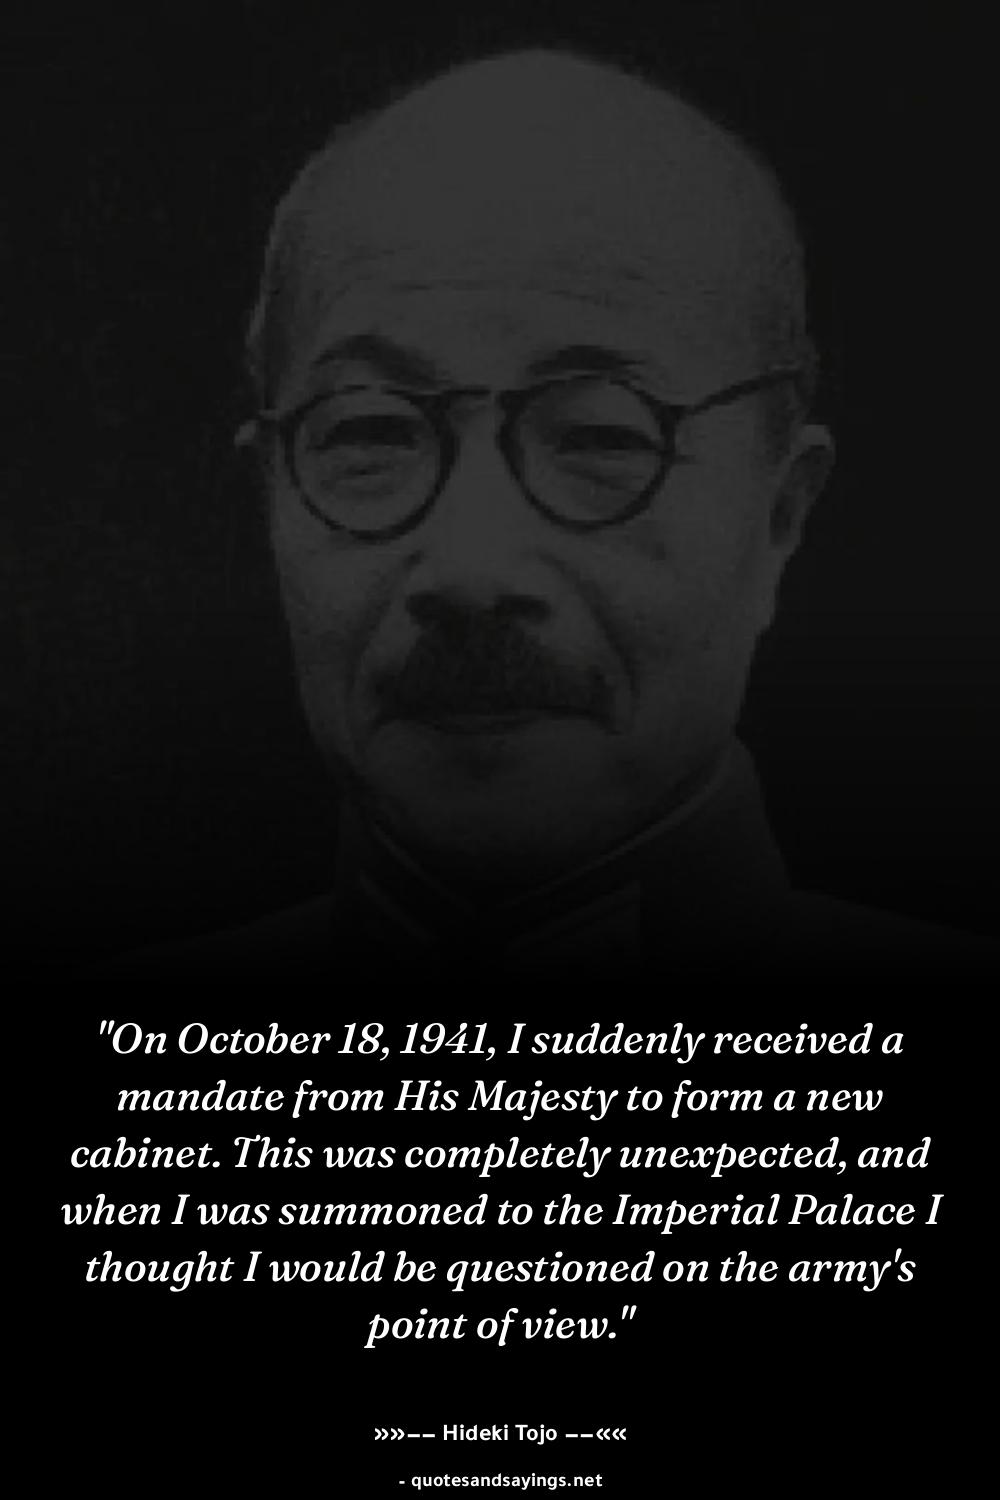 "On October 18, 1941, I suddenly received a
mandate from His Majesty to form a new
cabinet. This was completely unexpected, and
when I was summoned to the Imperial Palace I
thought I would be questioned on the army's
point of view."
»»—— Hideki Tojo ——««
- quotesandsayings.net